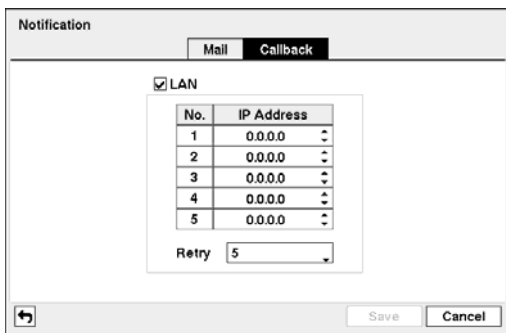 Notification
Mail Callback
LAN
No. IP Address
1 0.0.0.0
2 0.0.0.0
3 0.0.0.0
4 0.0.0.0
5 0.0.0.0
Retry 5
Save Cancel